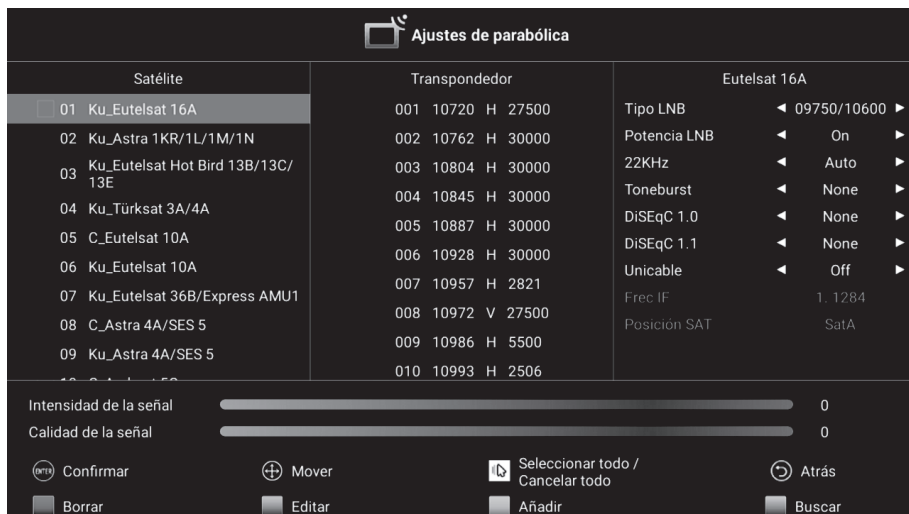 Ajustes de parabólica
Satélite
01 Ku_Eutelsat 16A
02 Ku_Astra 1KR/1L/1M/1N
03 Ku_Eutelsat Hot Bird 13B/13C/
13E
04 Ku_Türksat 3A/4A
05 C_Eutelsat 10A
06 Ku_Eutelsat 10A
07 Ku_Eutelsat 36B/Express AMU1
08 C_Astra 4A/SES 5
09 Ku_Astra 4A/SES 5
Transpondedor
001 10720 H 27500
002 10762 H 30000
003 10804 H 30000
004 10845 H 30000
005 10887 H 30000
006 10928 H 30000
007 10957 H 2821
008 10972 V 27500
009 10986 H 5500
010 10993 H 2506
Eutelsat 16A
Tipo LNB ◄ 09750/10600 ►
Potencia LNB ◄ On ►
22KHz ◄ Auto ►
Toneburst ◄ None ►
DiSEqC 1.0 ◄ None ►
DiSEqC 1.1 ◄ None ►
Unicable ◄ Off ►
Frec IF 1. 1284
Posición SAT SatA
Intensidad de la señal 0
Calidad de la señal 0
ENTER Confirmar
Mover
Seleccionar todo /
Cancelar todo
Atrás
Borrar
Editar
Añadir
Buscar